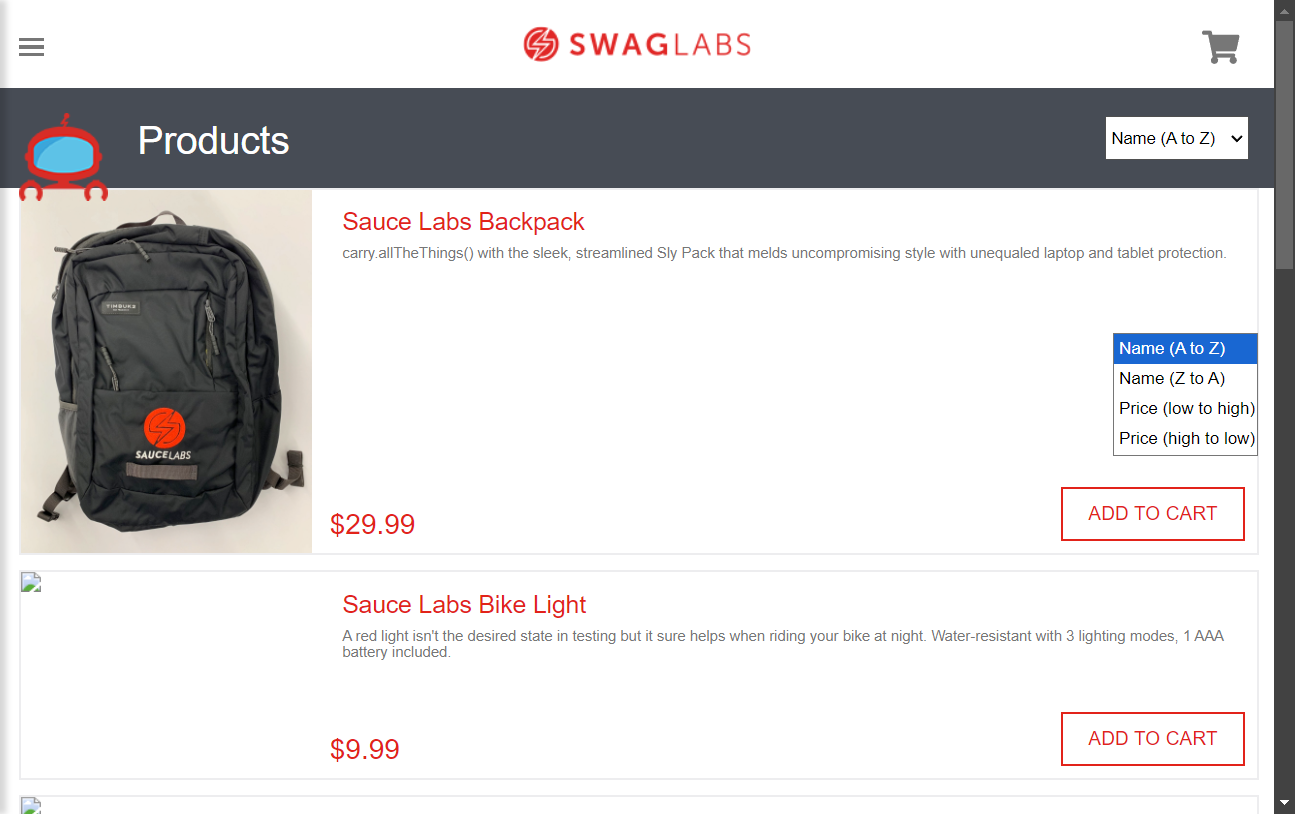 SWAGLABS
Products
Name (A to Z)
Sauce Labs Backpack
carry.allTheThings() with the sleek, streamlined Sly Pack that melds uncompromising style with unequaled laptop and tablet protection.
TIMBUK2
Name (A to Z)
Name (Z to A)
Price (low to high)
Price (high to low)
SAUCELABS
$29.99
ADD TO CART
Sauce Labs Bike Light
A red light isn't the desired state in testing but it sure helps when riding your bike at night. Water-resistant with 3 lighting modes, 1 AAA
battery included.
$9.99
ADD TO CART